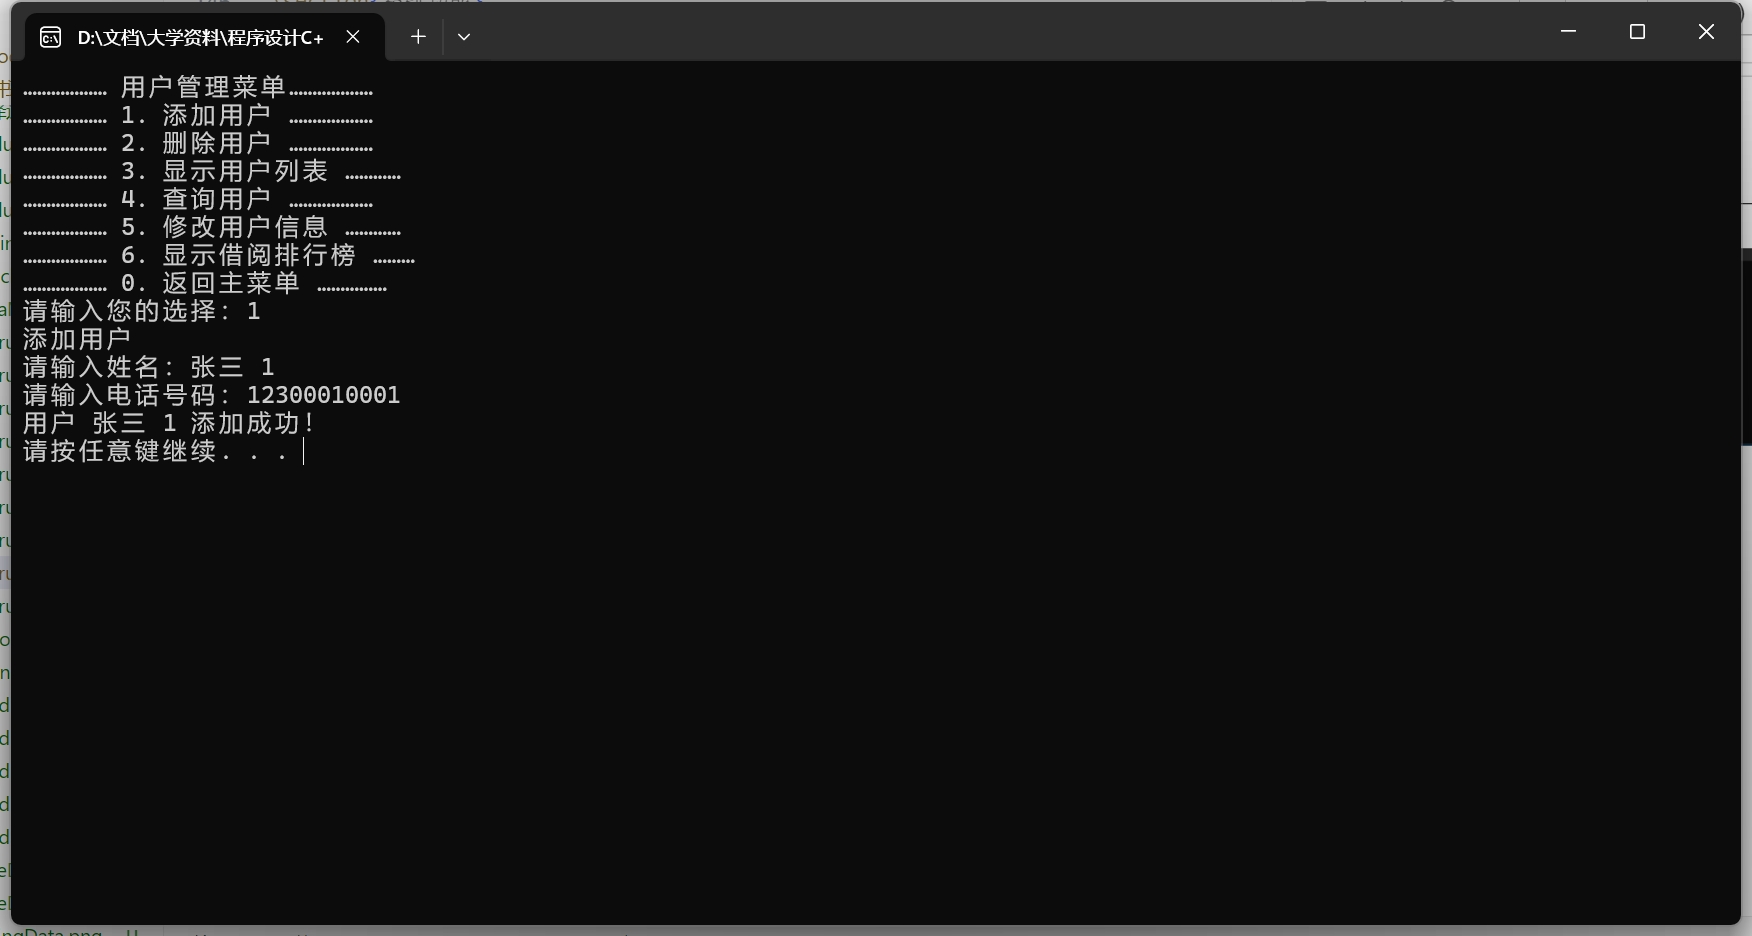 D:\文档\大学资料\程序设计C+
……………… 用户管理菜单………………
……………… 1. 添加用户 ………………
……………… 2. 删除用户 ………………
……………… 3. 显示用户列表 …………
……………… 4. 查询用户 ………………
……………… 5. 修改用户信息 …………
……………… 6. 显示借阅排行榜 ………
……………… 0. 返回主菜单 ……………
请输入您的选择: 1
添加用户
请输入姓名: 张三 1
请输入电话号码: 12300010001
用户 张三 1 添加成功!
请按任意键继续. . .